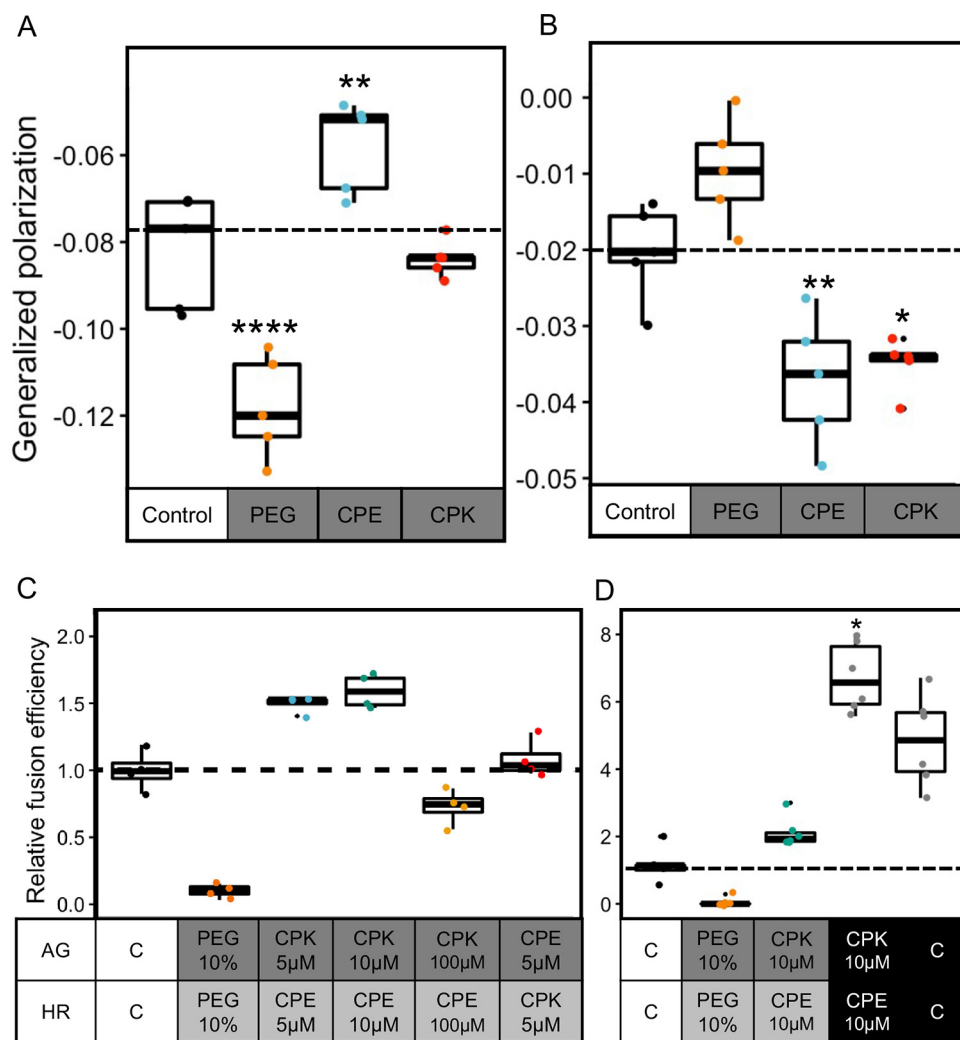 A
B
Generalized polarization
-0.06
-0.08
-0.10
-0.12
**
****
Control PEG CPE CPK
0.00
-0.01
-0.02
-0.03
-0.04
-0.05
**
*
Control PEG CPE CPK
C
D
Relative fusion efficiency
2.0
1.5
1.0
0.5
0.0
AG C PEG 10% CPK 5µM CPK 10µM CPK 100µM CPE 5µM
HR C PEG 10% CPE 5µM CPE 10µM CPE 100µM CPK 5µM
8
6
4
2
0
*
C PEG 10% CPK 10µM CPK 10µM C
C PEG 10% CPE 10µM CPE 10µM C